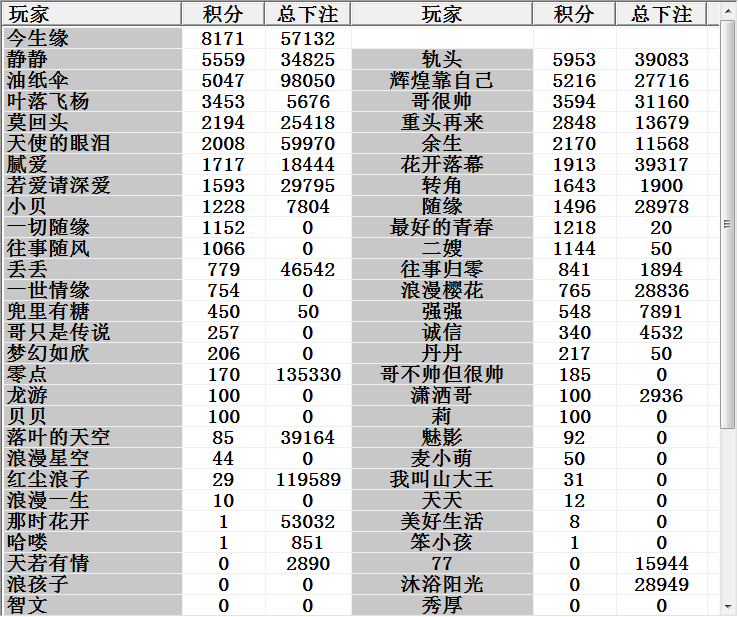 玩家 积分 总下注 玩家 积分 总下注
今生缘 8171 57132
静静 5559 34825 轨头 5953 39083
油纸伞 5047 98050 辉煌靠自己 5216 27716
叶落飞杨 3453 5676 哥很帅 3594 31160
莫回头 2194 25418 重头再来 2848 13679
天使的眼泪 2008 59970 余生 2170 11568
腻爱 1717 18444 花开落幕 1913 39317
若爱请深爱 1593 29795 转角 1643 1900
小贝 1228 7804 随缘 1496 28978
一切随缘 1152 0 最好的青春 1218 20
往事随风 1066 0 二嫂 1144 50
丢丢 779 46542 往事归零 841 1894
一世情缘 754 0 浪漫樱花 765 28836
兜里有糖 450 50 强强 548 7891
哥只是传说 257 0 诚信 340 4532
梦幻如欣 206 0 丹丹 217 50
零点 170 135330 哥不帅但很帅 185 0
龙游 100 0 潇洒哥 100 2936
贝贝 100 0 莉 100 0
落叶的天空 85 39164 魅影 92 0
浪漫星空 44 0 麦小萌 50 0
红尘浪子 29 119589 我叫山大王 31 0
浪漫一生 10 0 天天 12 0
那时花开 1 53032 美好生活 8 0
哈喽 1 851 笨小孩 1 0
天若有情 0 2890 77 0 15944
浪孩子 0 0 沐浴阳光 0 28949
智文 0 0 秀厚 0 0